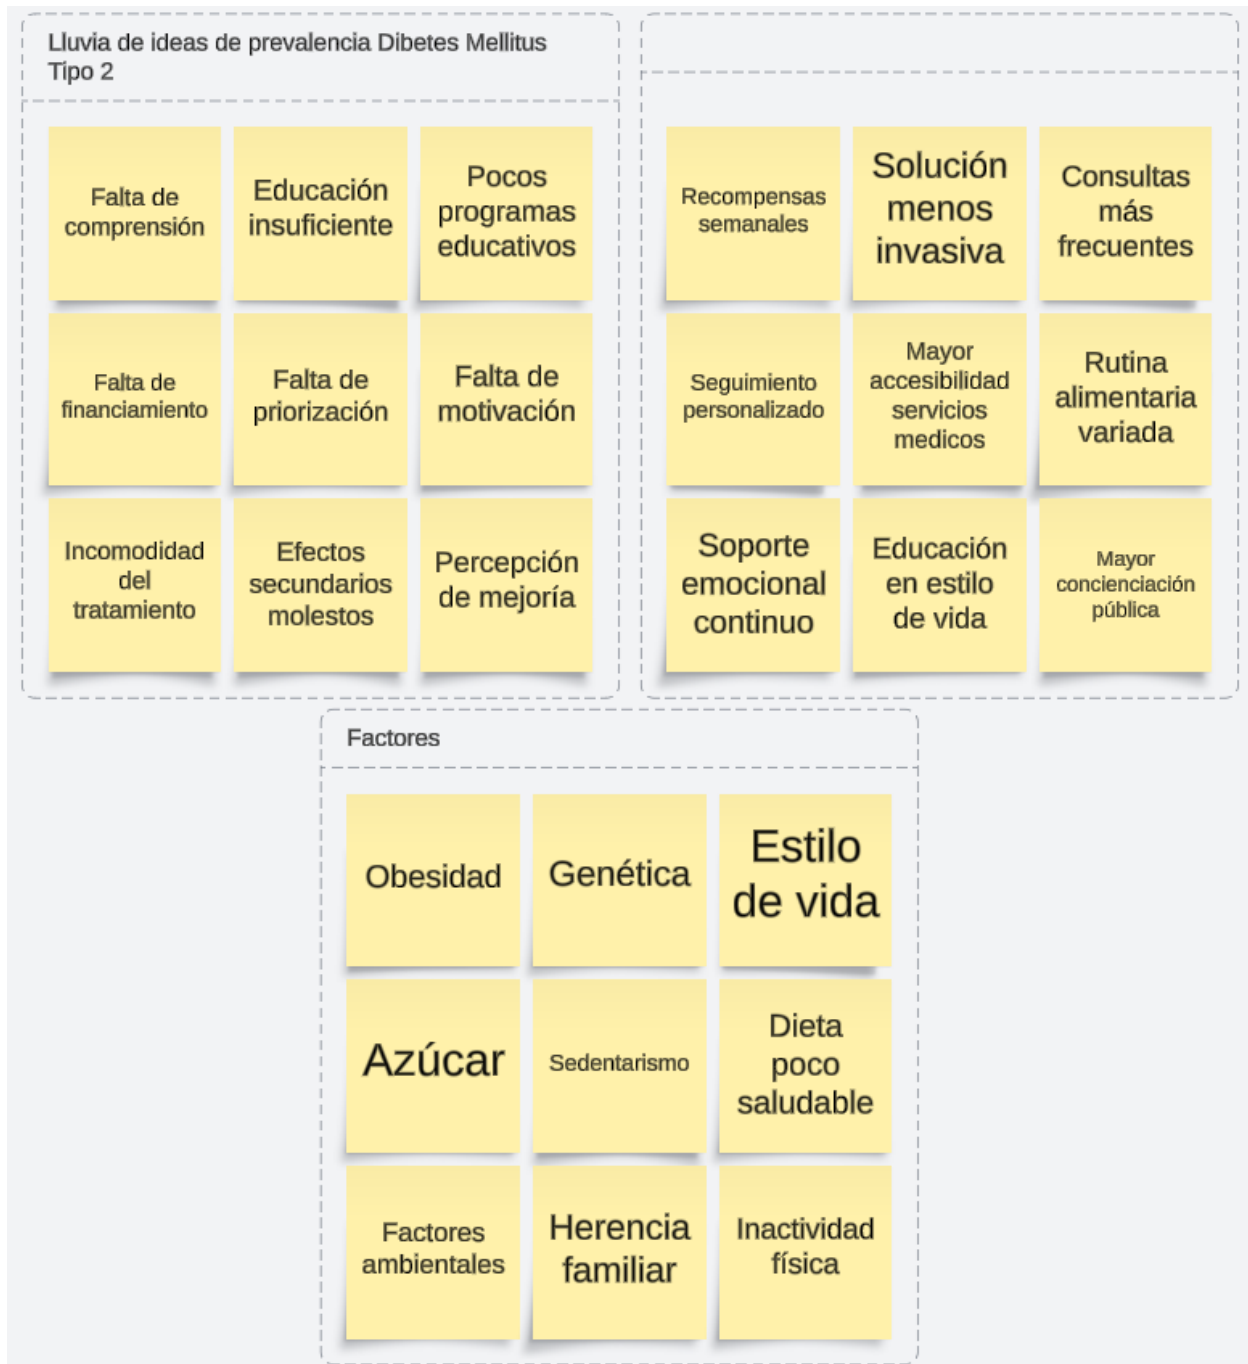 Lluvia de ideas de prevalencia Dibetes Mellitus
Tipo 2
Falta de
comprensión
Educación
insuficiente
Pocos
programas
educativos
Falta de
financiamiento
Falta de
priorización
Falta de
motivación
Incomodidad
del
tratamiento
Efectos
secundarios
molestos
Percepción
de mejoría
Recompensas
semanales
Solución
menos
invasiva
Consultas
más
frecuentes
Seguimiento
personalizado
Mayor
accesibilidad
servicios
medicos
Rutina
alimentaria
variada
Soporte
emocional
continuo
Educación
en estilo
de vida
Mayor
concienciación
pública
Factores
Obesidad
Genética
Estilo
de vida
Azúcar
Sedentarismo
Dieta
poco
saludable
Factores
ambientales
Herencia
familiar
Inactividad
física